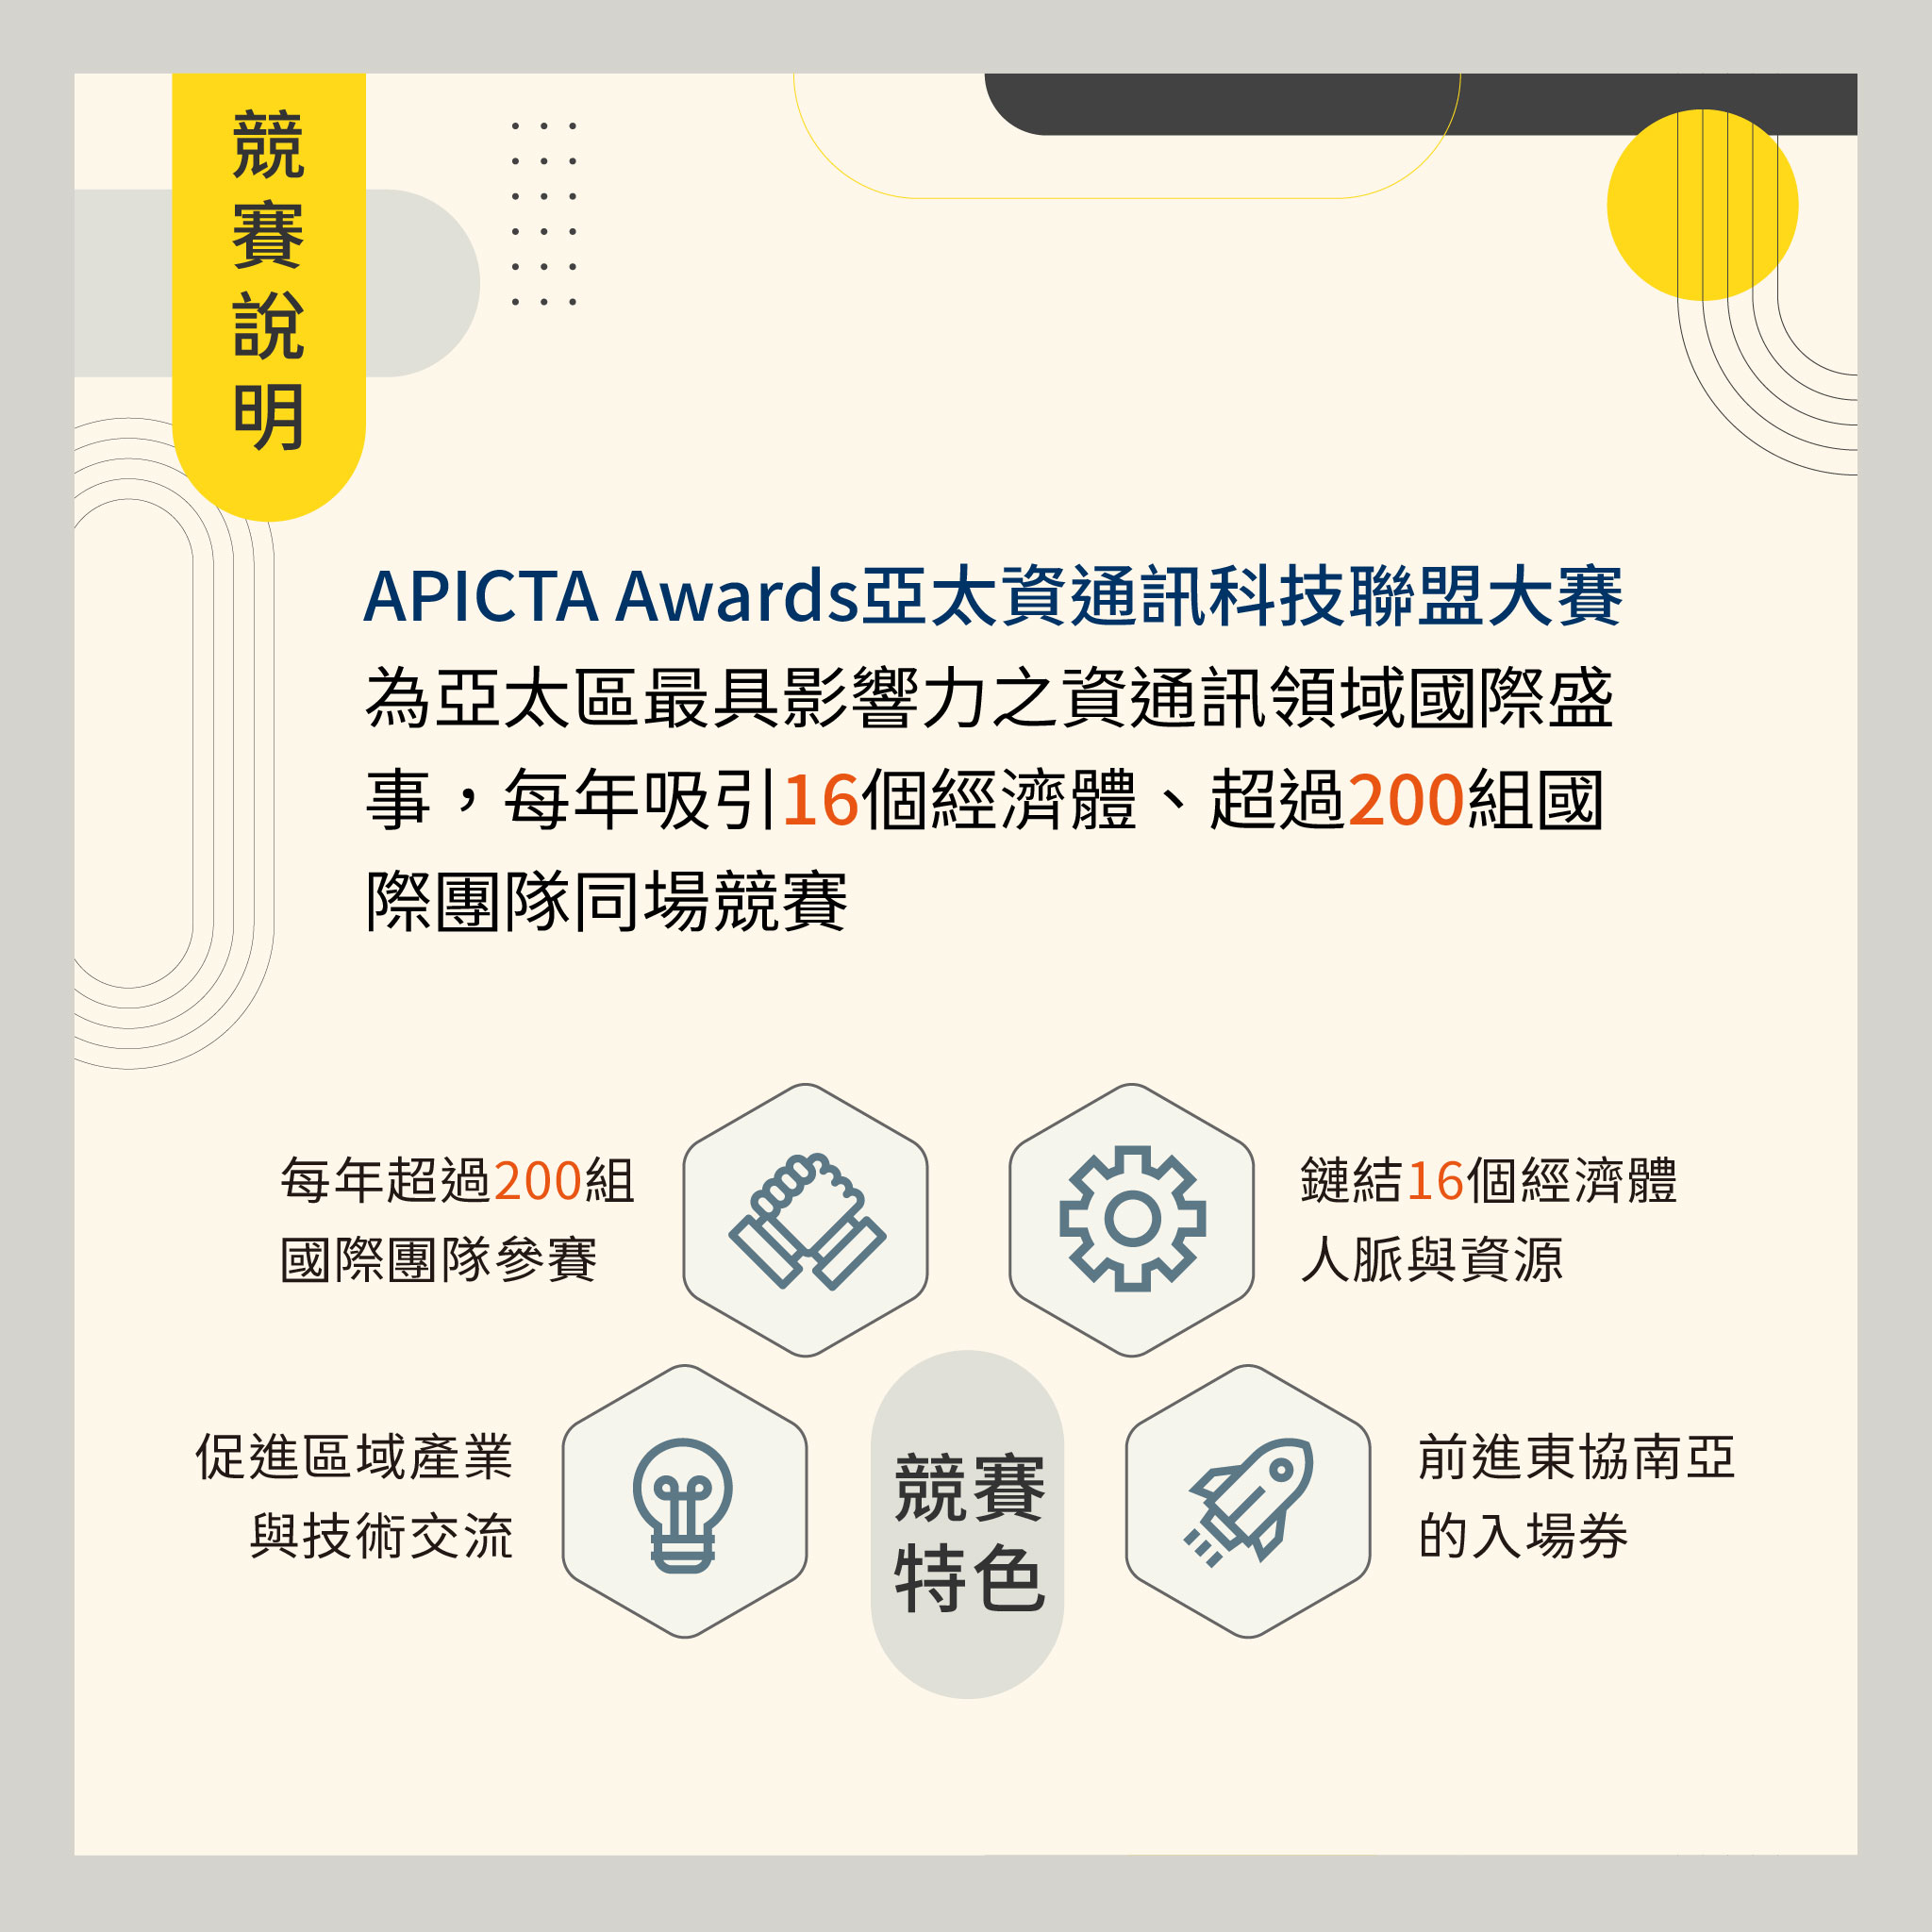 競賽說明
APICTA Awards亞太資通訊科技聯盟大賽
為亞太區最具影響力之資通訊領域國際盛
事，每年吸引16個經濟體、超過200組國
際團隊同場競賽
每年超過200組
國際團隊參賽
鏈結16個經濟體
人脈與資源
促進區域產業
與技術交流
競賽
特色
前進東協南亞
的入場券